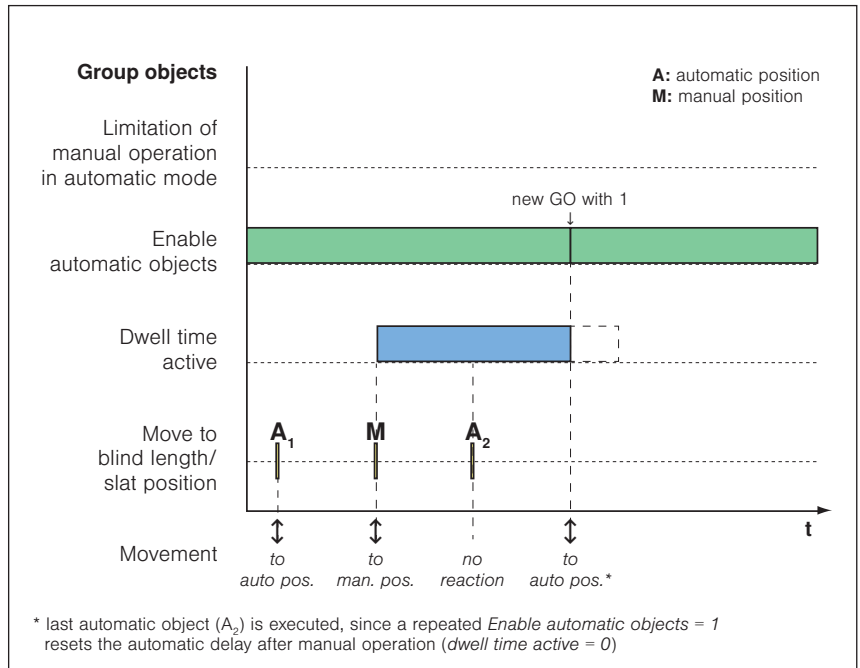 Group objects
A: automatic position
M: manual position
Limitation of
manual operation
in automatic mode
new GO with 1
Enable
automatic objects
Dwell time
active
A₁
M
A₂
Move to
blind length/
slat position
t
Movement
to
auto pos.
to
man. pos.
no
reaction
to
auto pos.*
* last automatic object (A₂) is executed, since a repeated Enable automatic objects = 1
resets the automatic delay after manual operation (dwell time active = 0)